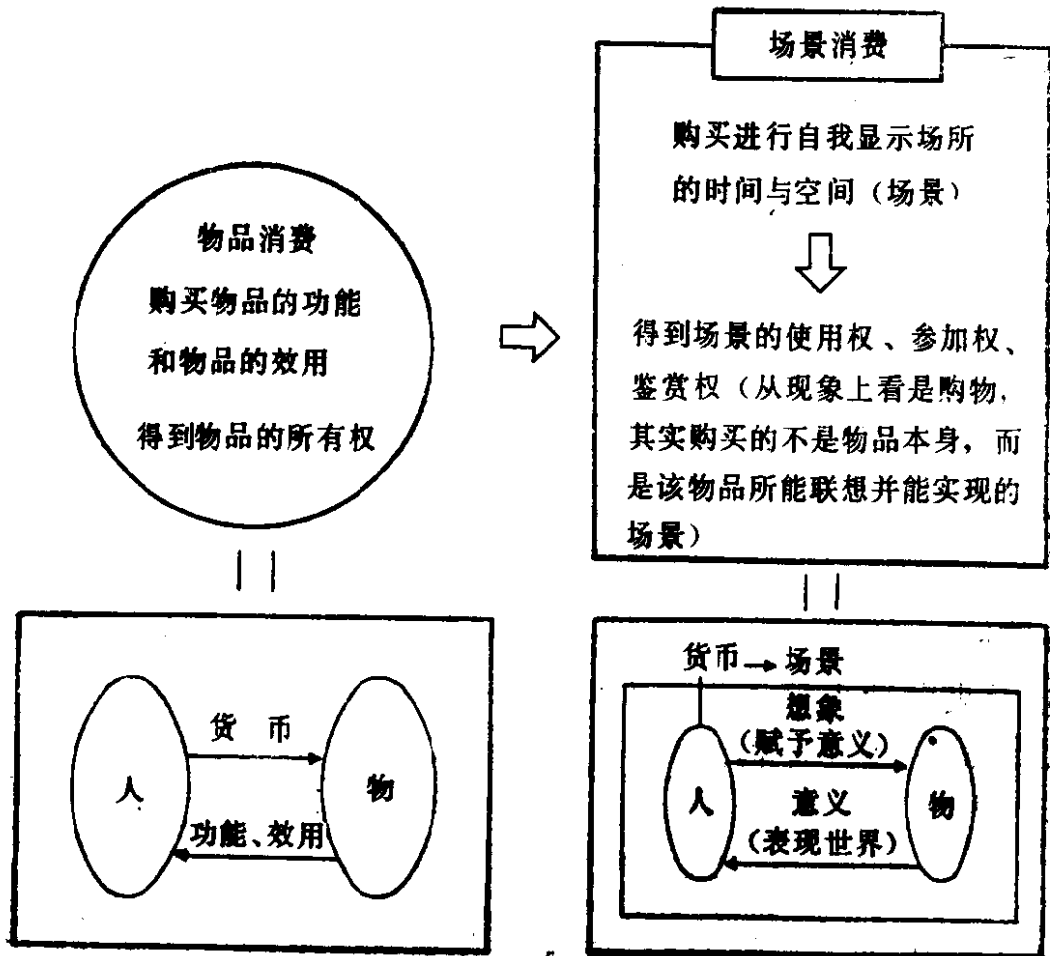 物品消费
购买物品的功能
和物品的效用
得到物品的所有权
场景消费
购买进行自我显示场所
的时间与空间（场景）
得到场景的使用权、参加权、
鉴赏权（从现象上看是购物,
其实购买的不是物品本身，而
是该物品所能联想并能实现的
场景）
货 币
人
物
功能、效用
货币→场景
想象
（赋予意义）
人
意义
物
（表现世界）